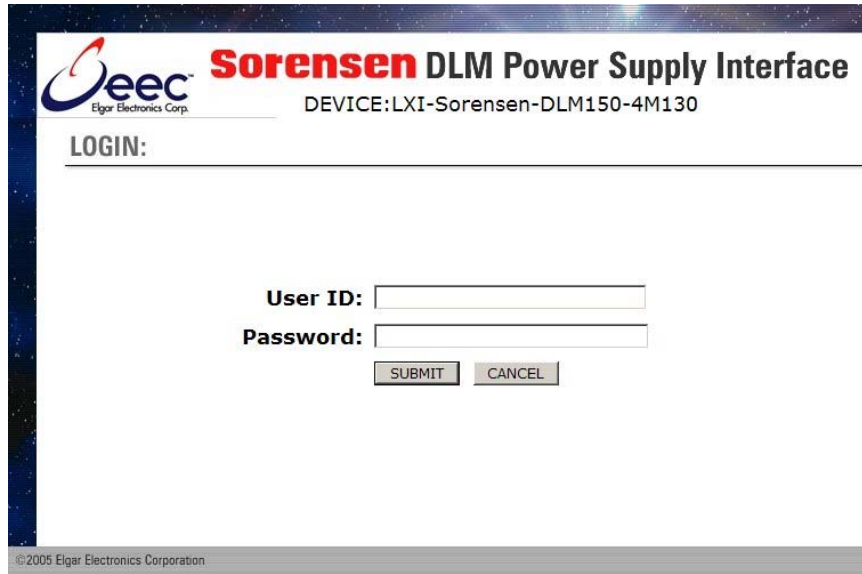 eec™
Elgar Electronics Corp.
Sorensen DLM Power Supply Interface
DEVICE:LXI-Sorensen-DLM150-4M130
LOGIN:
User ID:
Password:
SUBMIT CANCEL
©2005 Elgar Electronics Corporation